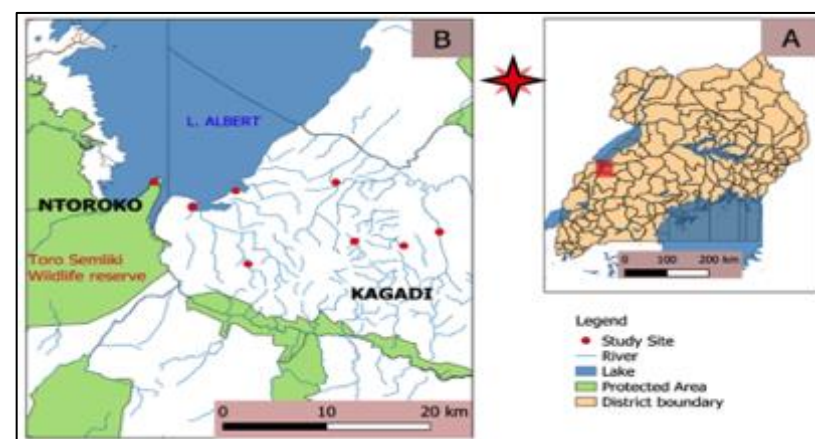 B
L. ALBERT
NTOROKO
Toro Semliki
Wildlife reserve
KAGADI
0 10 20 km
A
0 100 200 km
Legend
Study Site
River
Lake
Protected Area
District boundary